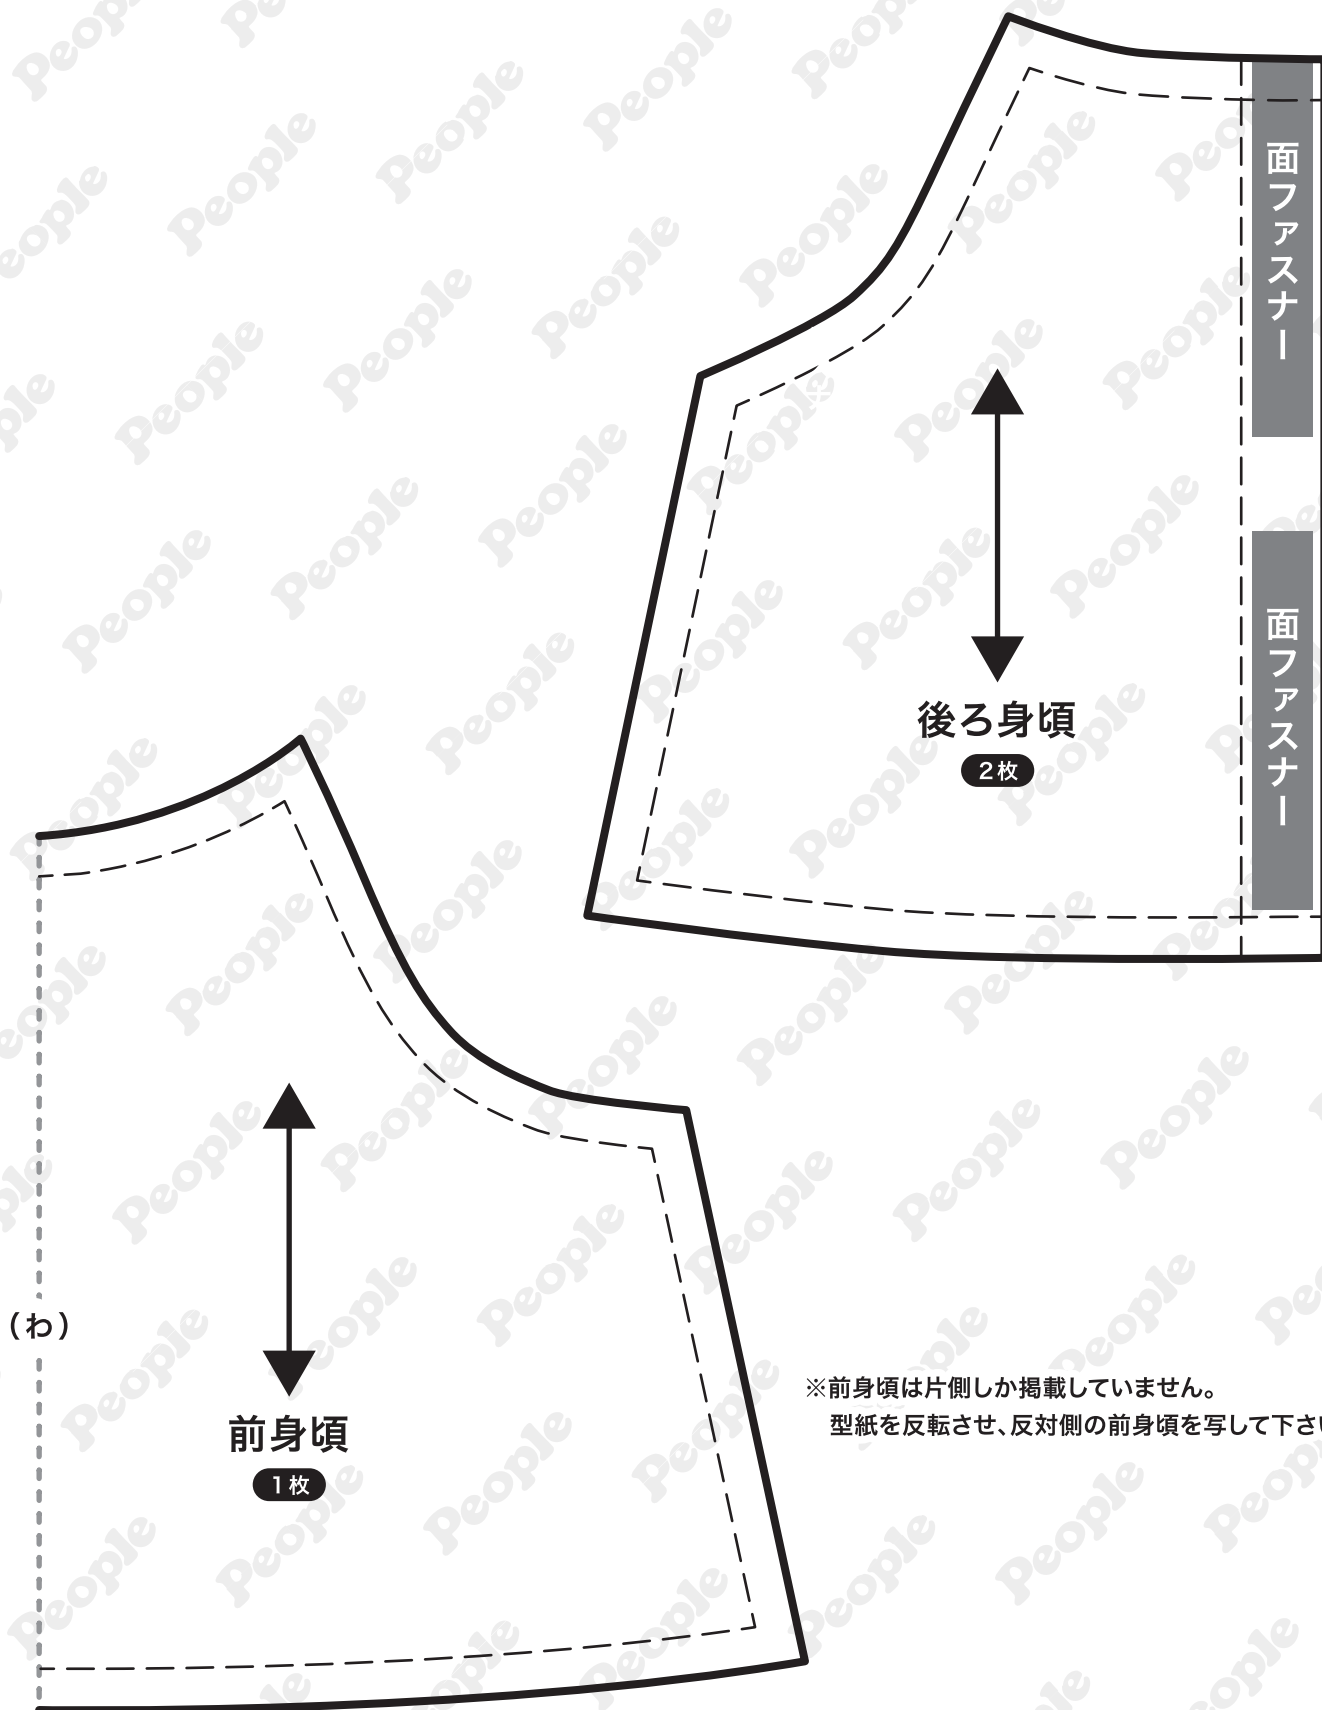 面ファスナー
面ファスナー
後ろ身頃
2枚
(わ)
前身頃
1枚
※前身頃は片側しか掲載していません。
型紙を反転させ、反対側の前身頃を写して下さ
People